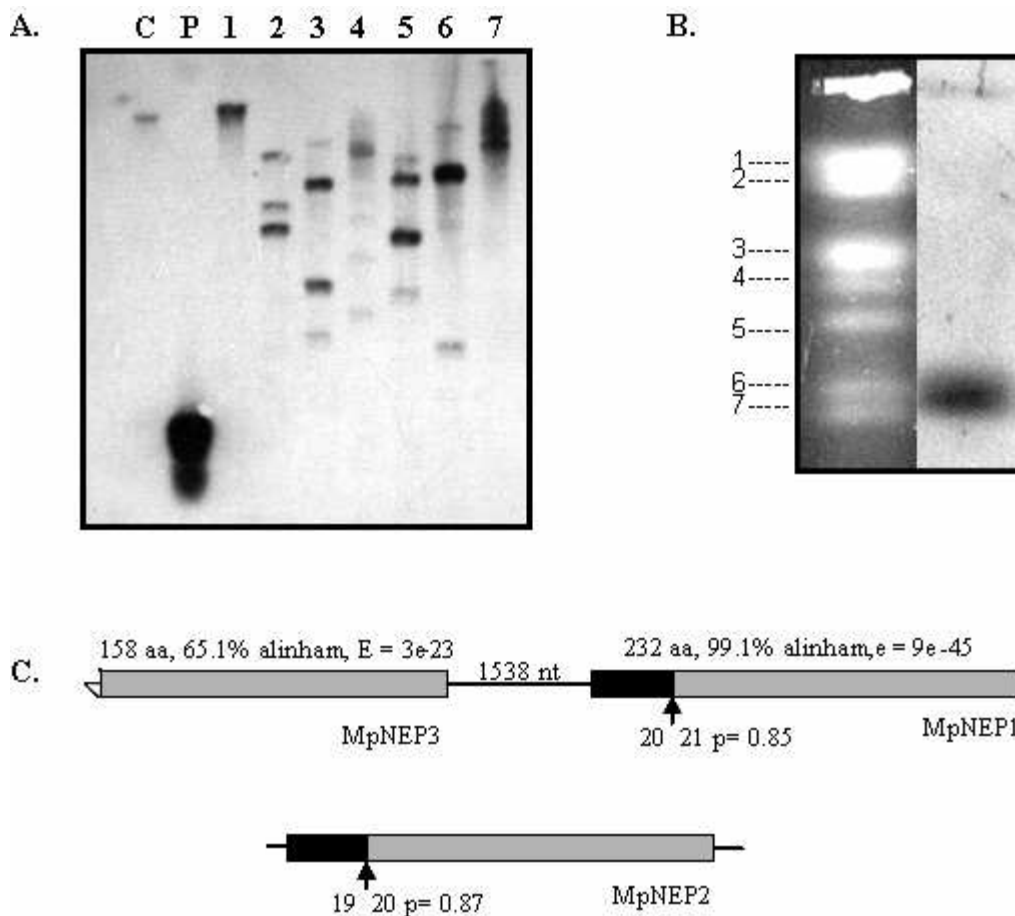 A.
C P 1 2 3 4 5 6 7
B.
1-----
2-----
3-----
4-----
5-----
6-----
7-----
C.
158 aa, 65.1% alinham, E = 3e-23
1538 nt
232 aa, 99.1% alinham,e = 9e-45
MpNEP3
20 21 p= 0.85
MpNEP1
19 20 p= 0.87
MpNEP2